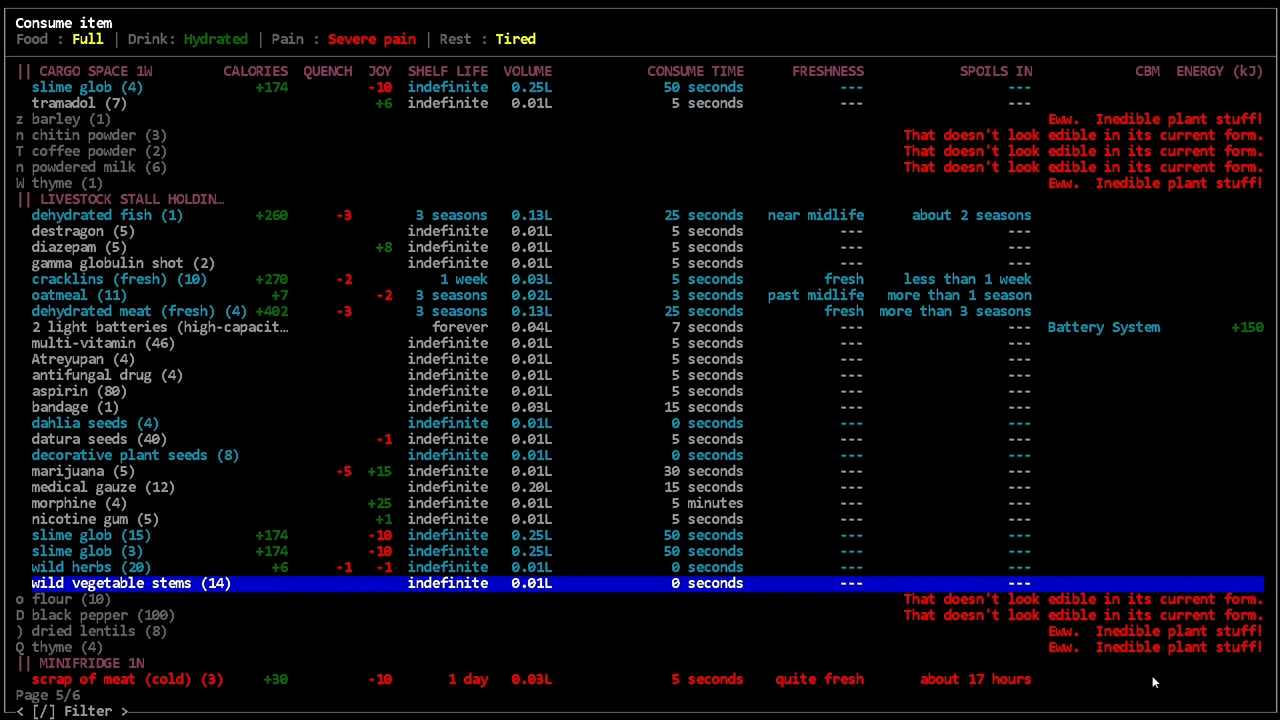 Consume item
Food : Full | Drink: Hydrated | Pain : Severe pain | Rest : Tired
|| CARGO SPACE 1W CALORIES QUENCH JOY SHELF LIFE VOLUME CONSUME TIME FRESHNESS SPOILS IN CBM ENERGY (kJ)
slime glob (4) +174 -10 indefinite 0.25L 50 seconds --- ---
tramadol (7) +6 indefinite 0.01L 5 seconds --- ---
z barley (1) Eww. Inedible plant stuff!
n chitin powder (3) That doesn't look edible in its current form.
T coffee powder (2) That doesn't look edible in its current form.
n powdered milk (6) That doesn't look edible in its current form.
W thyme (1) Eww. Inedible plant stuff!
|| LIVESTOCK STALL HOLDIN…
dehydrated fish (1) +260 -3 3 seasons 0.13L 25 seconds near midlife about 2 seasons
destragon (5) indefinite 0.01L 5 seconds --- ---
diazepam (5) +8 indefinite 0.01L 5 seconds --- ---
gamma globulin shot (2) indefinite 0.01L 5 seconds --- ---
cracklins (fresh) (10) +270 -2 1 week 0.03L 5 seconds fresh less than 1 week
oatmeal (11) +7 -2 3 seasons 0.02L 3 seconds past midlife more than 1 season
dehydrated meat (fresh) (4) +402 -3 3 seasons 0.13L 25 seconds fresh more than 3 seasons
2 light batteries (high-capacit… forever 0.04L 7 seconds --- --- Battery System +150
multi-vitamin (46) indefinite 0.01L 5 seconds --- ---
Atreyupan (4) indefinite 0.01L 5 seconds --- ---
antifungal drug (4) indefinite 0.01L 5 seconds --- ---
aspirin (80) indefinite 0.01L 5 seconds --- ---
bandage (1) indefinite 0.03L 15 seconds --- ---
dahlia seeds (4) indefinite 0.01L 0 seconds --- ---
datura seeds (40) -1 indefinite 0.01L 5 seconds --- ---
decorative plant seeds (8) indefinite 0.01L 0 seconds --- ---
marijuana (5) -5 +15 indefinite 0.01L 30 seconds --- ---
medical gauze (12) indefinite 0.20L 15 seconds --- ---
morphine (4) +25 indefinite 0.01L 5 minutes --- ---
nicotine gum (5) +1 indefinite 0.01L 5 seconds --- ---
slime glob (15) +174 -10 indefinite 0.25L 50 seconds --- ---
slime glob (3) +174 -10 indefinite 0.25L 50 seconds --- ---
wild herbs (20) +6 -1 -1 indefinite 0.01L 0 seconds --- ---
wild vegetable stems (14) indefinite 0.01L 0 seconds --- ---
o flour (10) That doesn't look edible in its current form.
D black pepper (100) That doesn't look edible in its current form.
) dried lentils (8) Eww. Inedible plant stuff!
Q thyme (4) Eww. Inedible plant stuff!
|| MINIFRIDGE 1N
scrap of meat (cold) (3) +30 -10 1 day 0.03L 5 seconds quite fresh about 17 hours
Page 5/6
< [/] Filter >